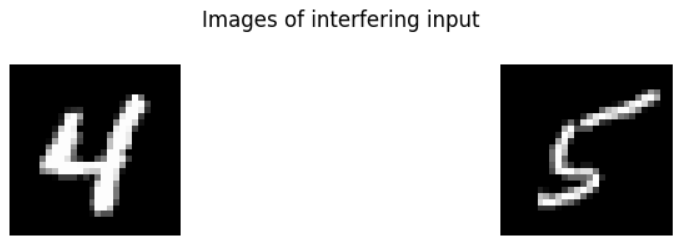 Images of interfering input
4 5